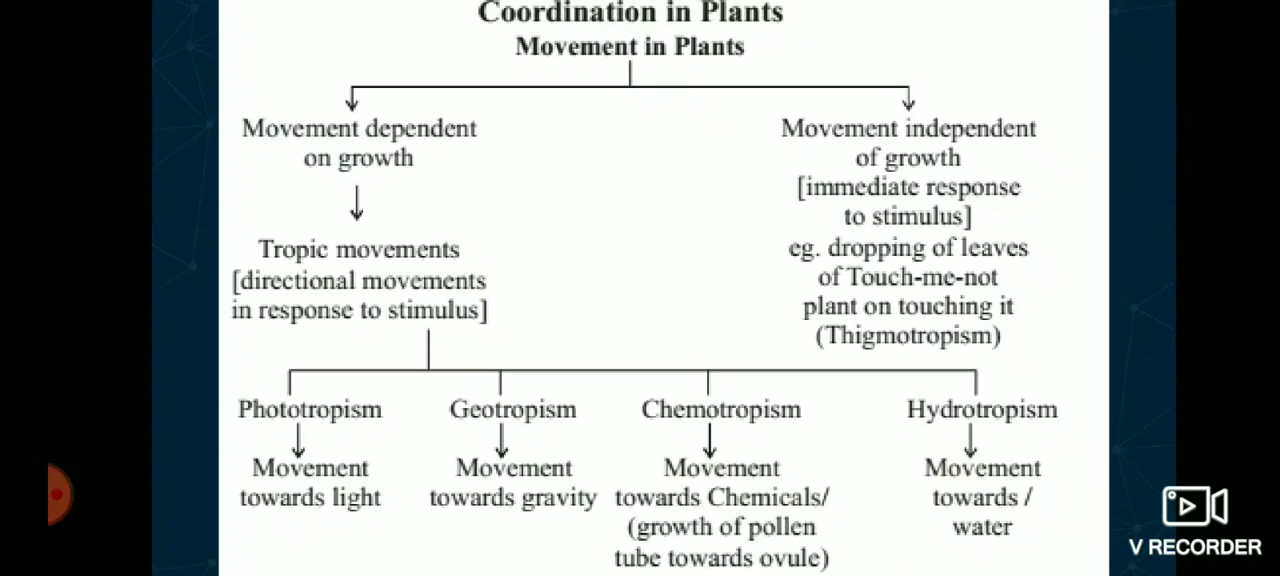 Coordination in Plants
Movement in Plants
Movement dependent
on growth
Tropic movements
[directional movements
in response to stimulus]
Movement independent
of growth
[immediate response
to stimulus]
eg. dropping of leaves
of Touch-me-not
plant on touching it
(Thigmotropism)
Phototropism
Movement
towards light
Geotropism
Movement
towards gravity
Chemotropism
Movement
towards Chemicals/
(growth of pollen
tube towards ovule)
Hydrotropism
Movement
towards /
water
V RECORDER